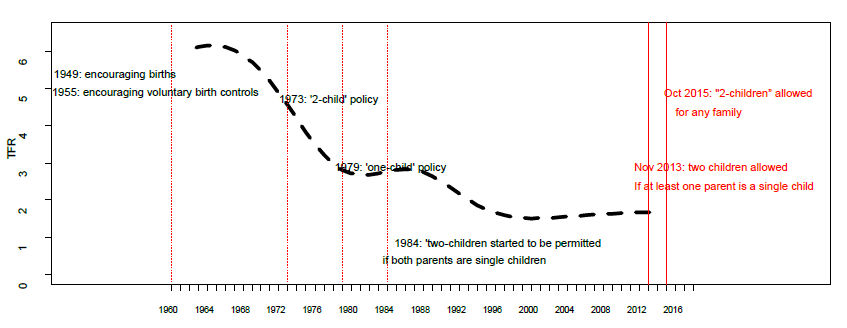 TFR
6
5
4
3
2
1
0
1949: encouraging births
1955: encouraging voluntary birth controls
1973: '2-child' policy
1979: 'one-child' policy
1984: 'two-children started to be permitted
if both parents are single children
Oct 2015: "2-children" allowed
for any family
Nov 2013: two children allowed
If at least one parent is a single child
1960 1964 1968 1972 1976 1980 1984 1988 1992 1996 2000 2004 2008 2012 2016